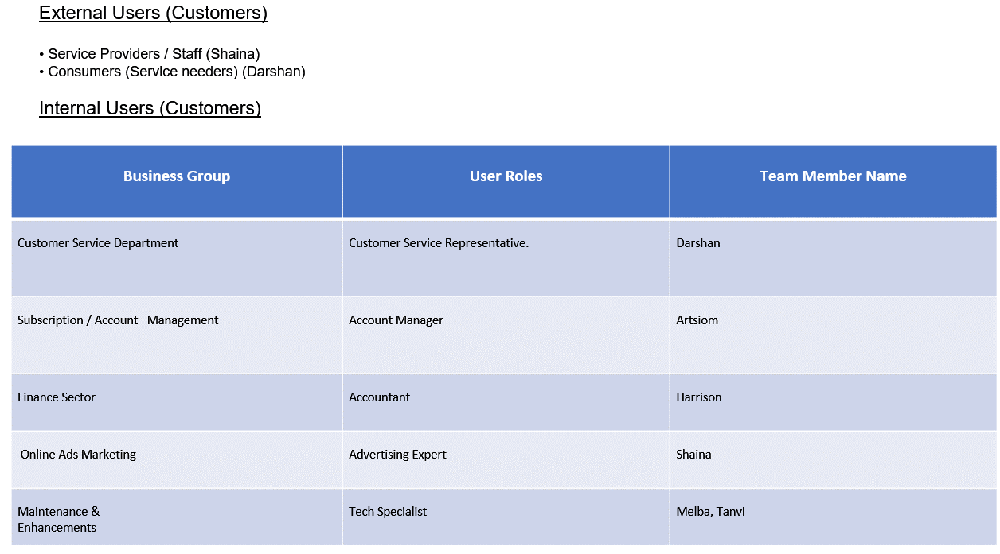 External Users (Customers)
• Service Providers / Staff (Shaina)
• Consumers (Service needers) (Darshan)
Internal Users (Customers)
Business Group User Roles Team Member Name
Customer Service Department Customer Service Representative. Darshan
Subscription / Account   Management Account Manager Artsiom
Finance Sector Accountant Harrison
Online Ads Marketing Advertising Expert Shaina
Maintenance & Tech Specialist Melba, Tanvi
Enhancements